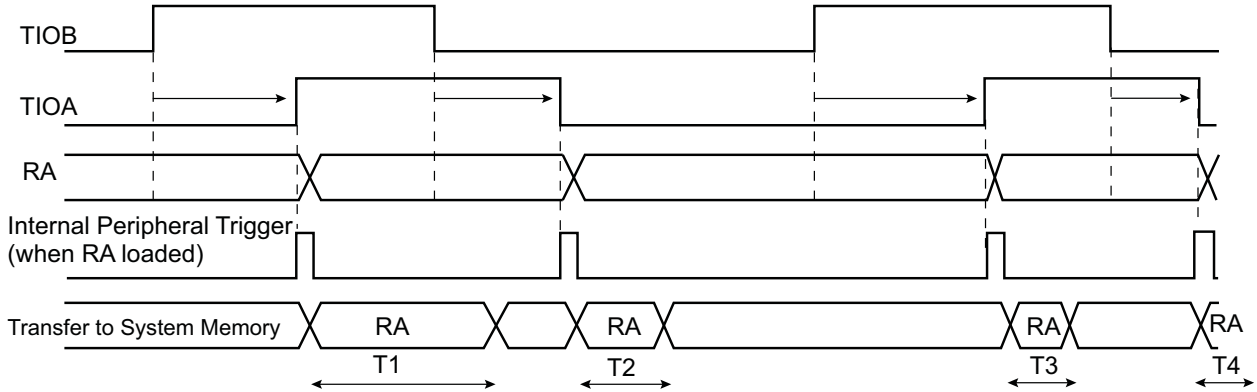 TIOB
TIOA
RA
Internal Peripheral Trigger
(when RA loaded)
Transfer to System Memory
RA
RA
RA
RA
T1
T2
T3
T4